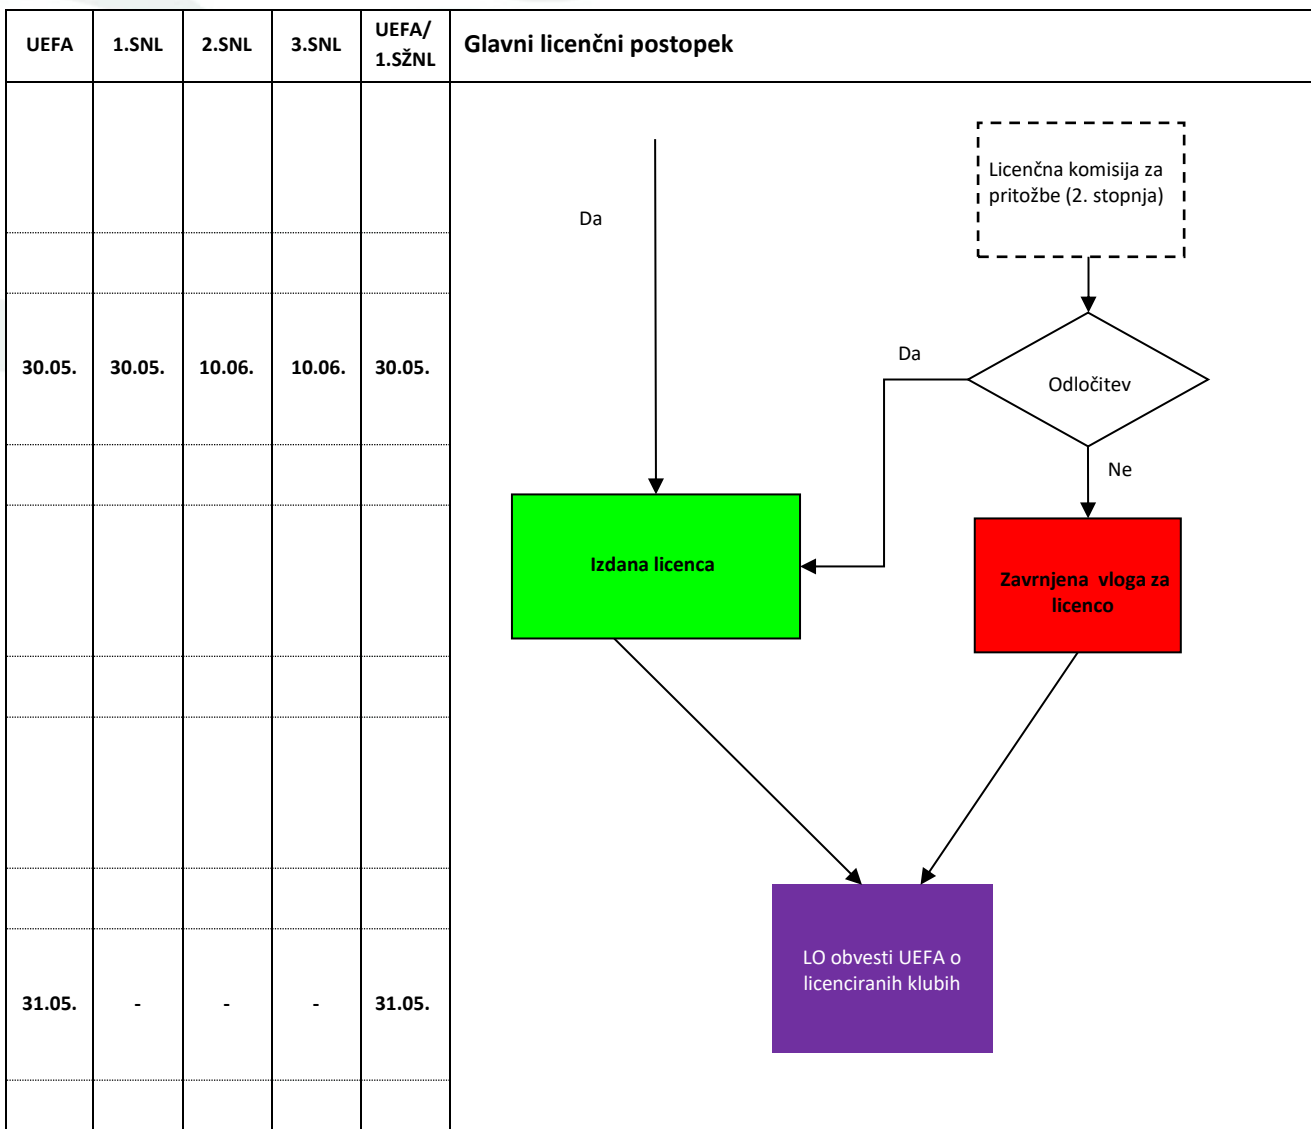 UEFA 1.SNL 2.SNL 3.SNL UEFA/
1.SŽNL
Glavni licenčni postopek
Licenčna komisija za
pritožbe (2. stopnja)
Da
30.05. 30.05. 10.06. 10.06. 30.05.
Da
Odločitev
Ne
Izdana licenca
Zavrnjena vloga za
licenco
LO obvesti UEFA o
licenciranih klubih
31.05. - - - 31.05.